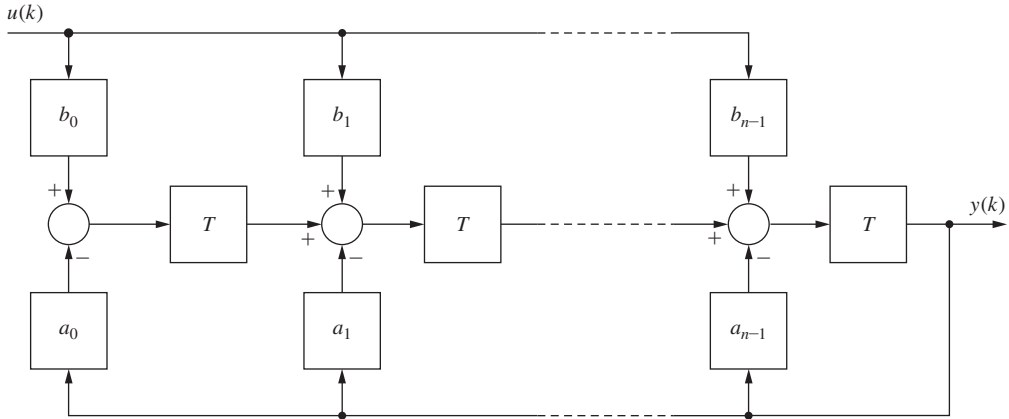 u(k)
b₀ b₁ bₙ₋₁
+ + +
T T T y(k)
+ +
− − −
a₀ a₁ aₙ₋₁